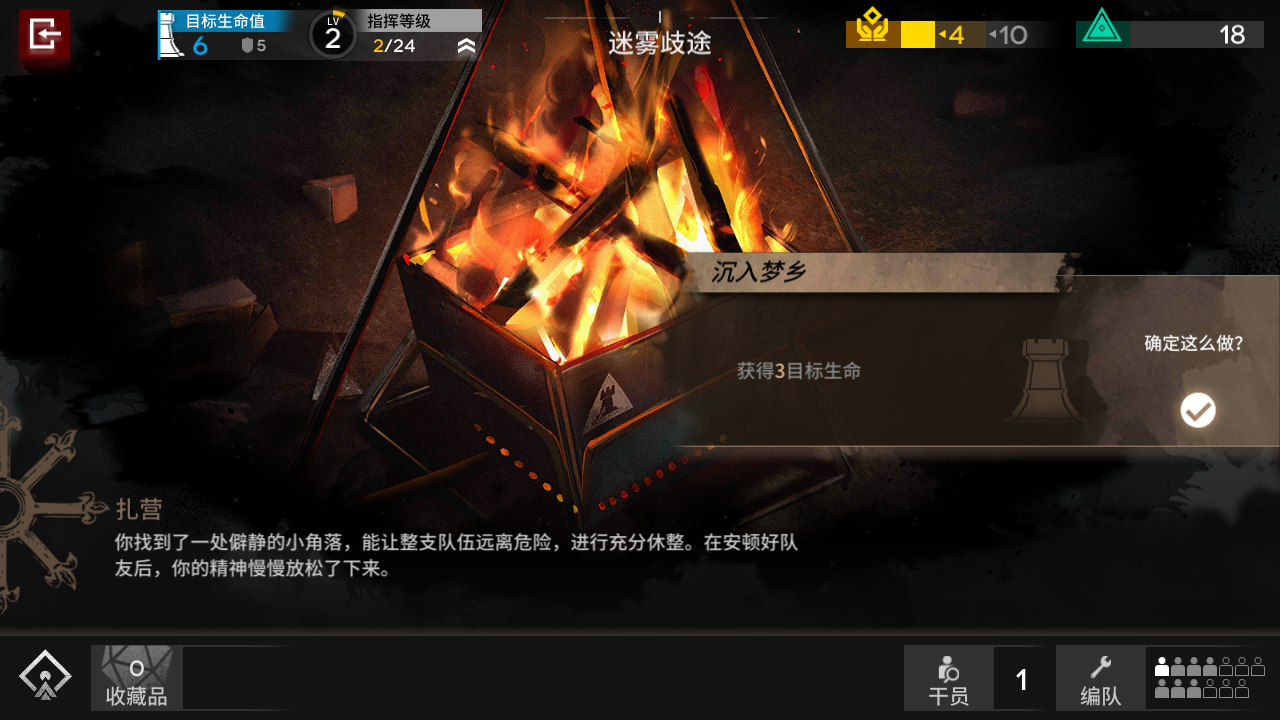 目标生命值
6
5
LV
2
指挥等级
2/24
迷雾歧途
4
10
18
沉入梦乡
获得3目标生命
确定这么做?
扎营
你找到了一处僻静的小角落，能让整支队伍远离危险，进行充分休整。在安顿好队
友后，你的精神慢慢放松了下来。
0
收藏品
干员
1
编队